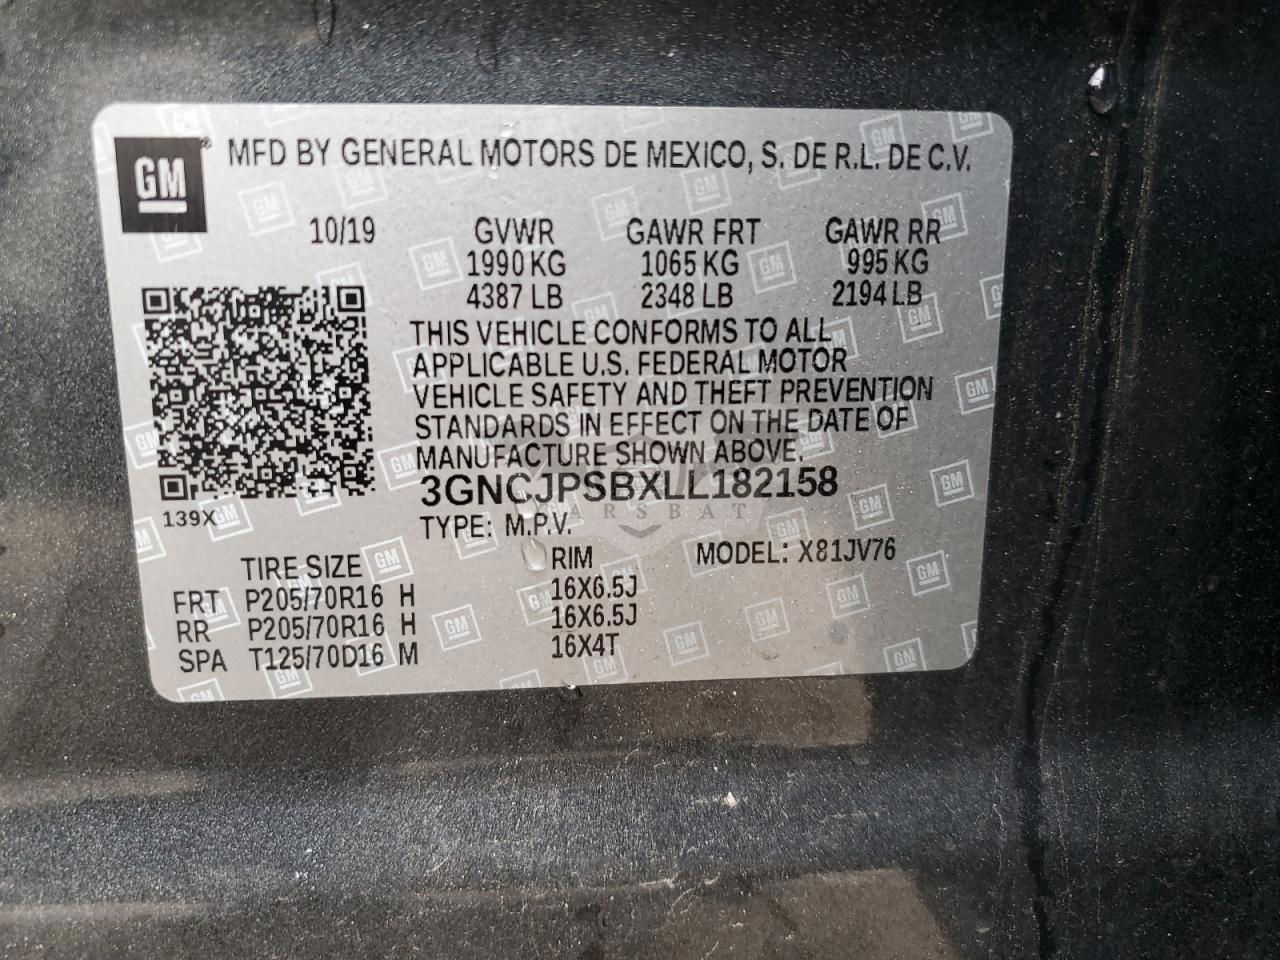 GM® MFD BY GENERAL MOTORS DE MEXICO, S. DE R.L. DE C.V.
10/19 GVWR GAWR FRT GAWR RR
1990 KG 1065 KG 995 KG
4387 LB 2348 LB 2194 LB
THIS VEHICLE CONFORMS TO ALL
APPLICABLE U.S. FEDERAL MOTOR
VEHICLE SAFETY AND THEFT PREVENTION
STANDARDS IN EFFECT ON THE DATE OF
MANUFACTURE SHOWN ABOVE.
3GNCJPSBXLL182158
139X
TYPE: M.P.V.
TIRE SIZE RIM MODEL: X81JV76
FRT P205/70R16 H 16X6.5J
RR P205/70R16 H 16X6.5J
SPA T125/70D16 M 16X4T